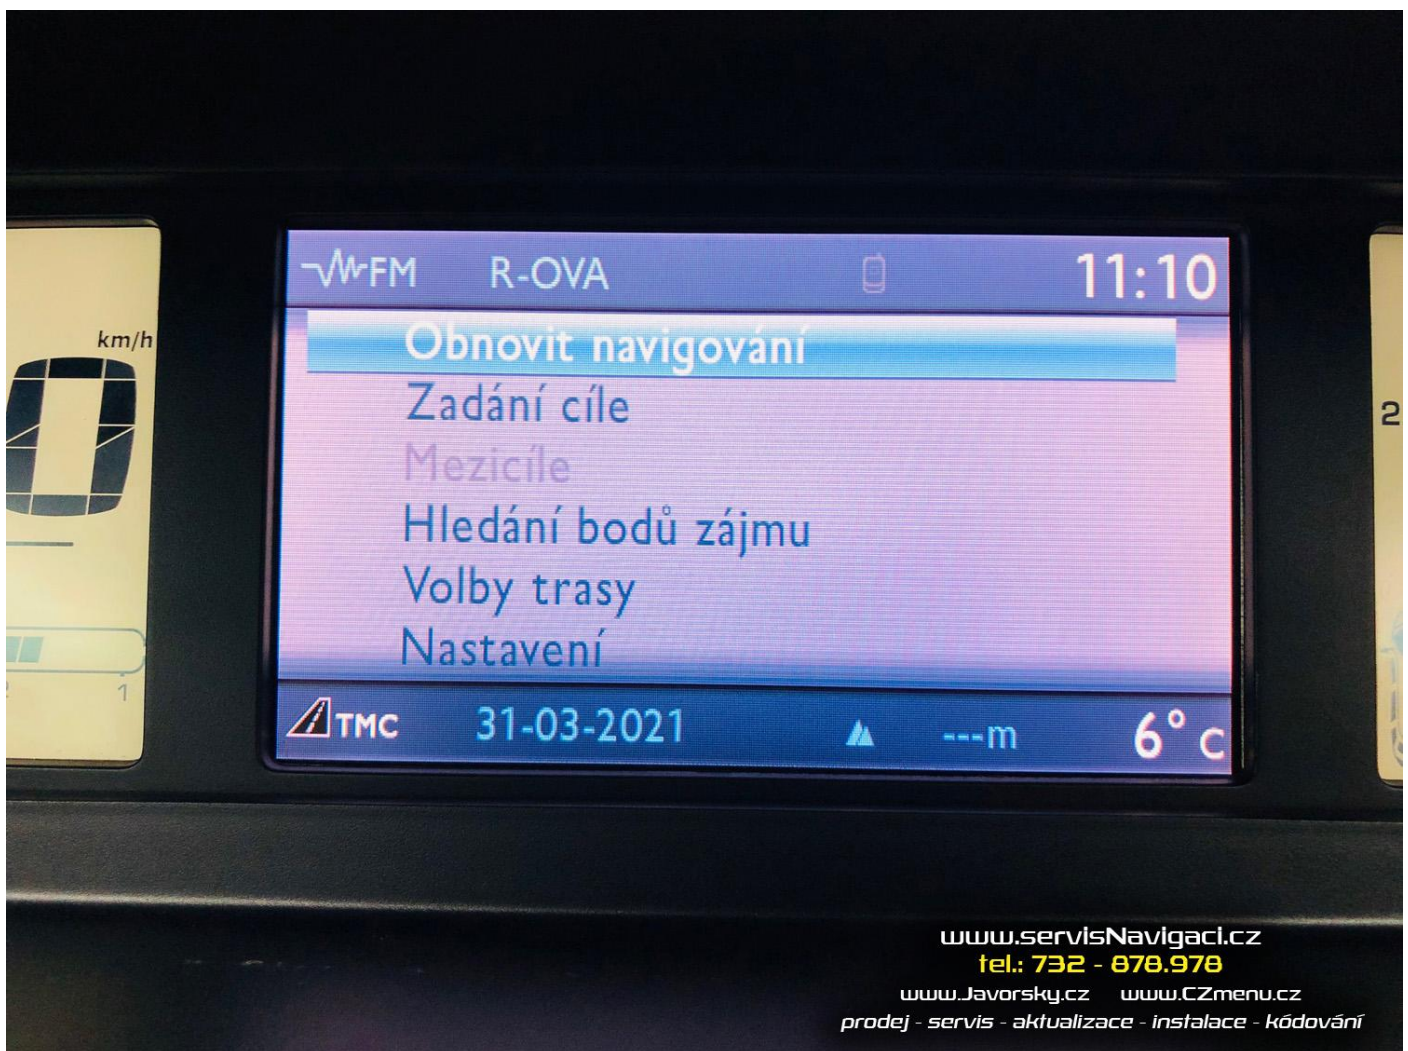 FM R-OVA 11:10
km/h
Obnovit navigování
Zadání cíle
2
Mezicíle
Hledání bodů zájmu
Volby trasy
Nastavení
1
TMC 31-03-2021 ---m 6° C
www.servisNavigaci.cz
tel.: 732 - 878.978
www.Javorsky.cz www.CZmenu.cz
prodej - servis - aktualizace - instalace - kódování